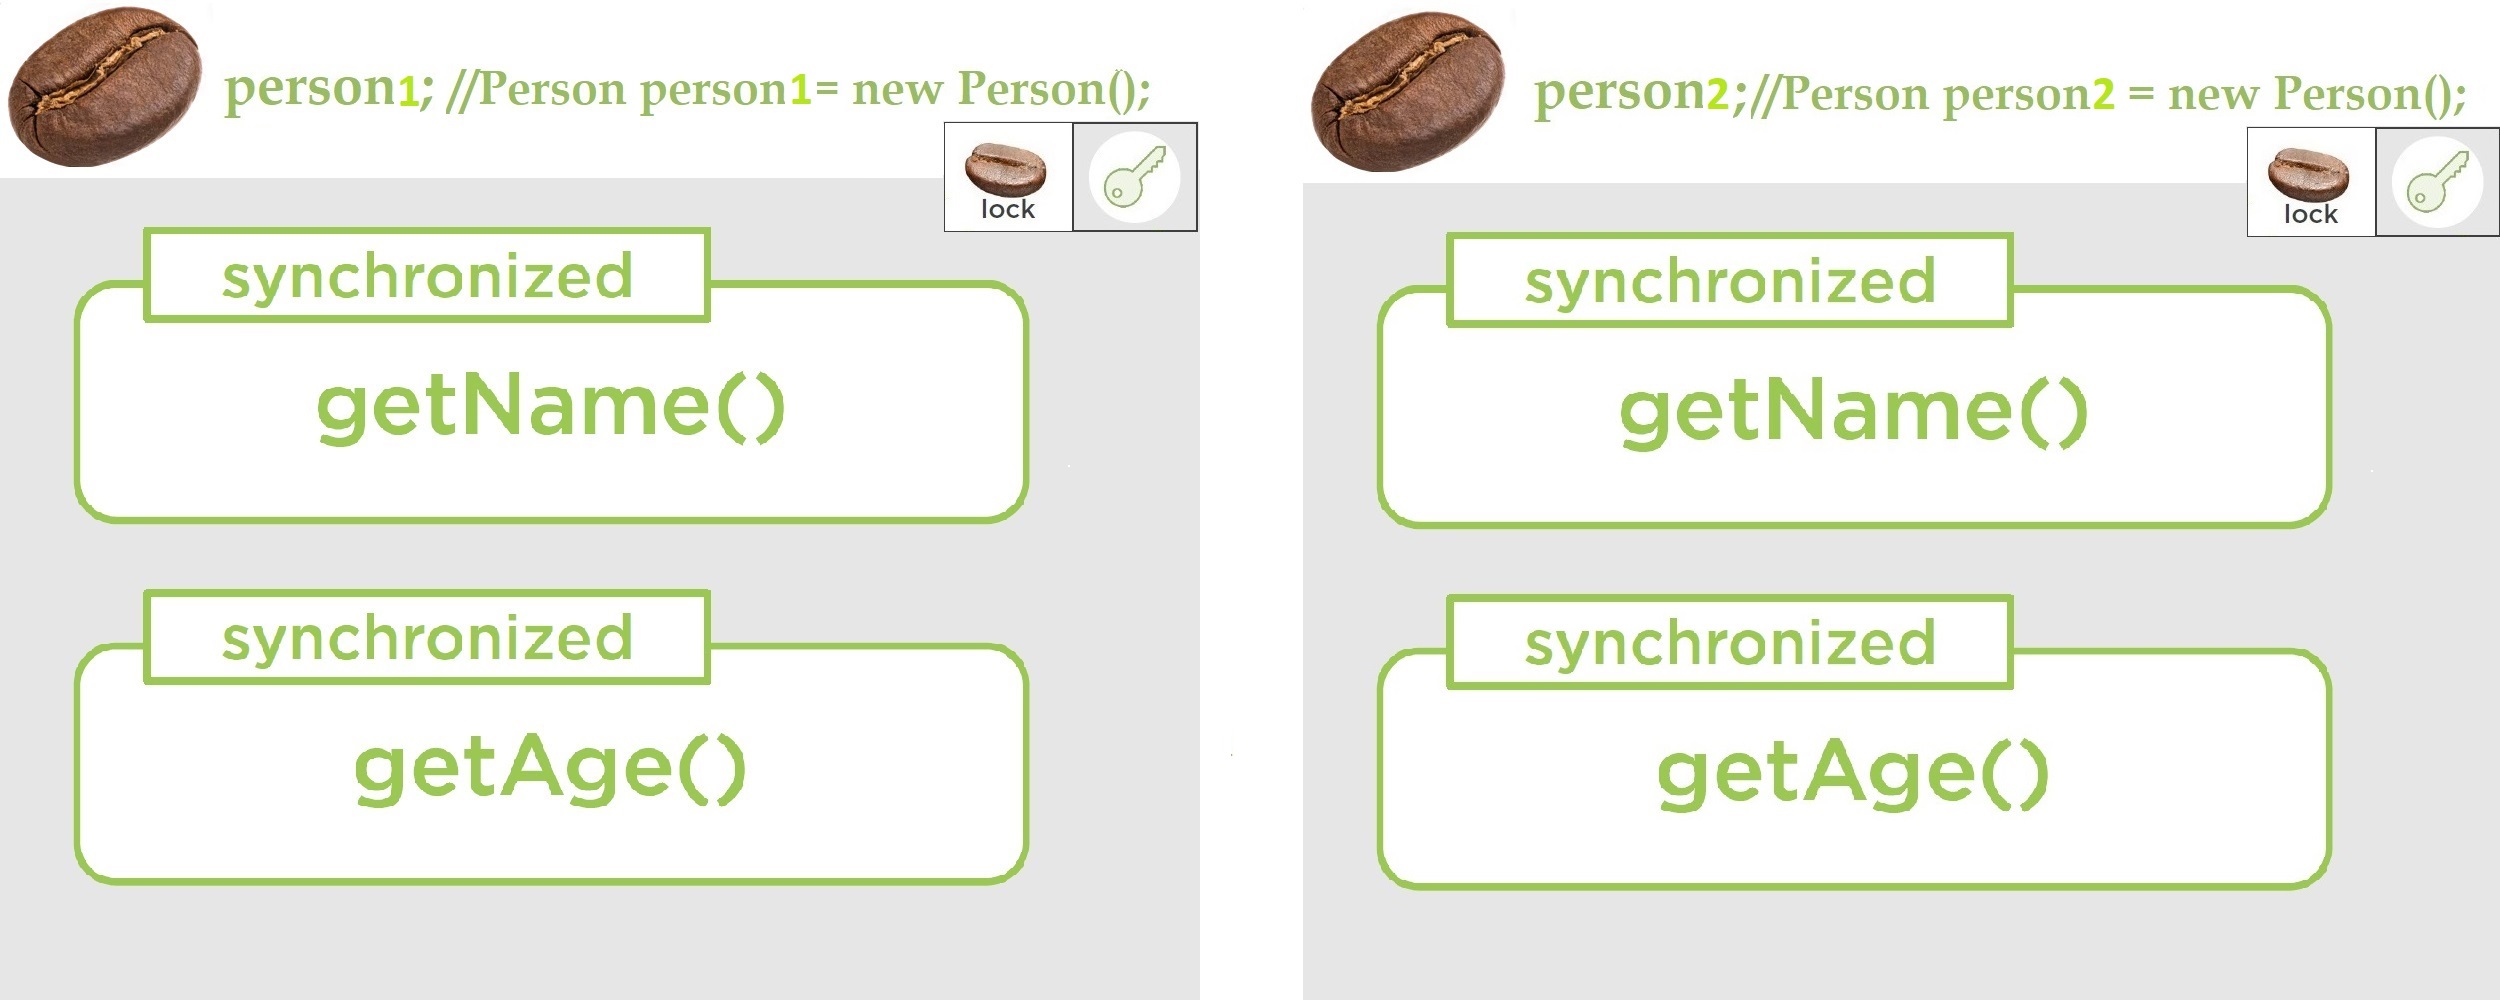 person1; //Person person1= new Person();
lock
synchronized
getName()
synchronized
getAge()
person2;//Person person2 = new Person();
lock
synchronized
getName()
synchronized
getAge()